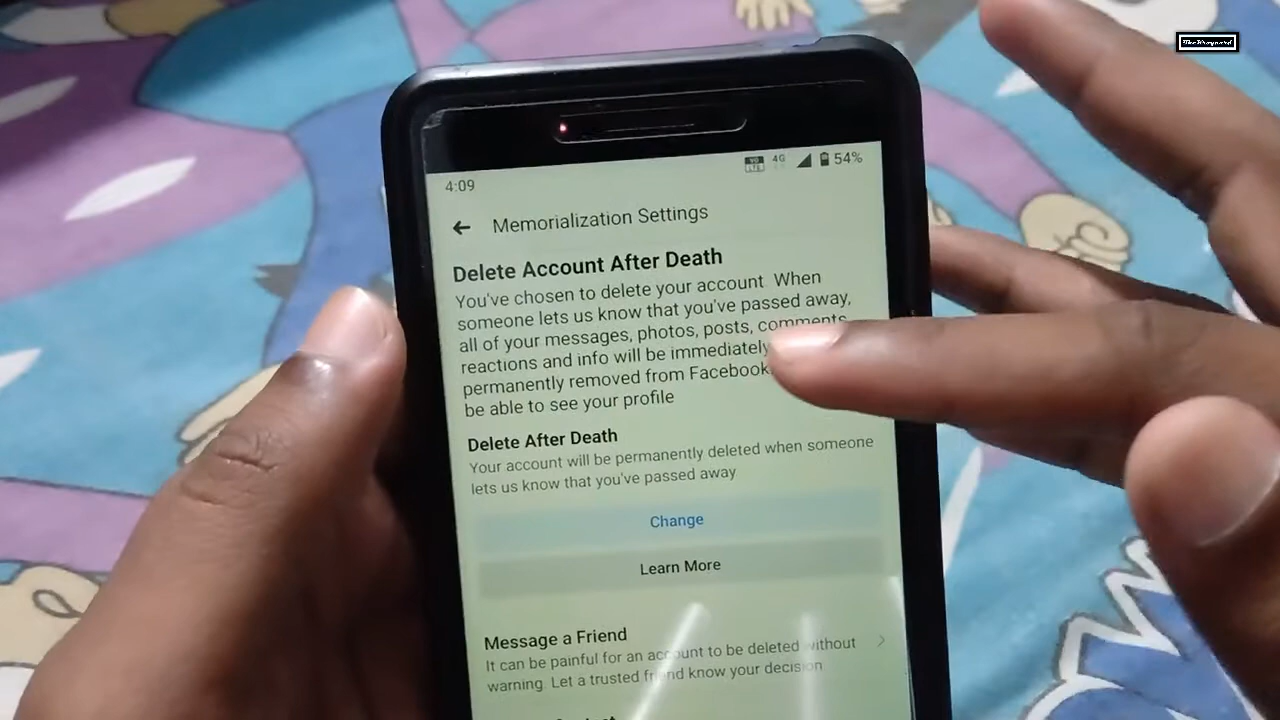 4:09
VO LTE 4G 54%
Memorialization Settings
Delete Account After Death
You've chosen to delete your account. When
someone lets us know that you've passed away,
all of your messages, photos, posts, comments
reactions and info will be immediately
permanently removed from Facebook
be able to see your profile
Delete After Death
Your account will be permanently deleted when someone
lets us know that you've passed away
Change
Learn More
Message a Friend
It can be painful for an account to be deleted without
warning. Let a trusted friend know your decision